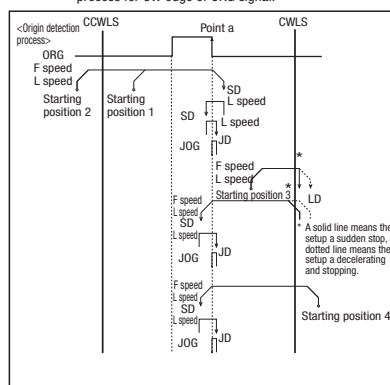 process for CW edge of ORG signal.
<Origin detection process>
CCWLS
Point a
CWLS
ORG
F speed
L speed
SD
L speed
Starting position 2
Starting position 1
SD
L speed
JD
JOG
F speed
L speed
*
Starting position 3
*
LD
F speed
L speed
SD
L speed
JD
JOG
* A solid line means the
setup a sudden stop, a
dotted line means the
setup a decelerating
and stopping.
F speed
SD
L speed
Starting position 4
JOG
JD